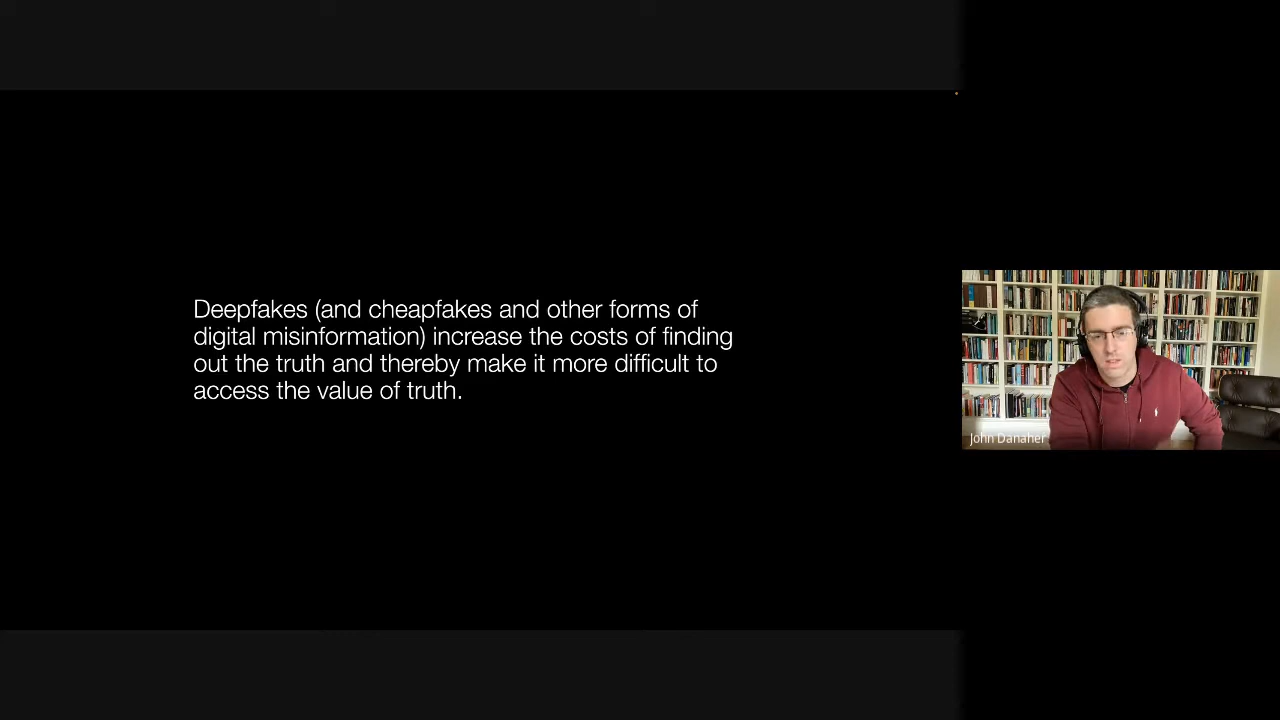 Deepfakes (and cheapfakes and other forms of
digital misinformation) increase the costs of finding
out the truth and thereby make it more difficult to
access the value of truth.
John Danaher